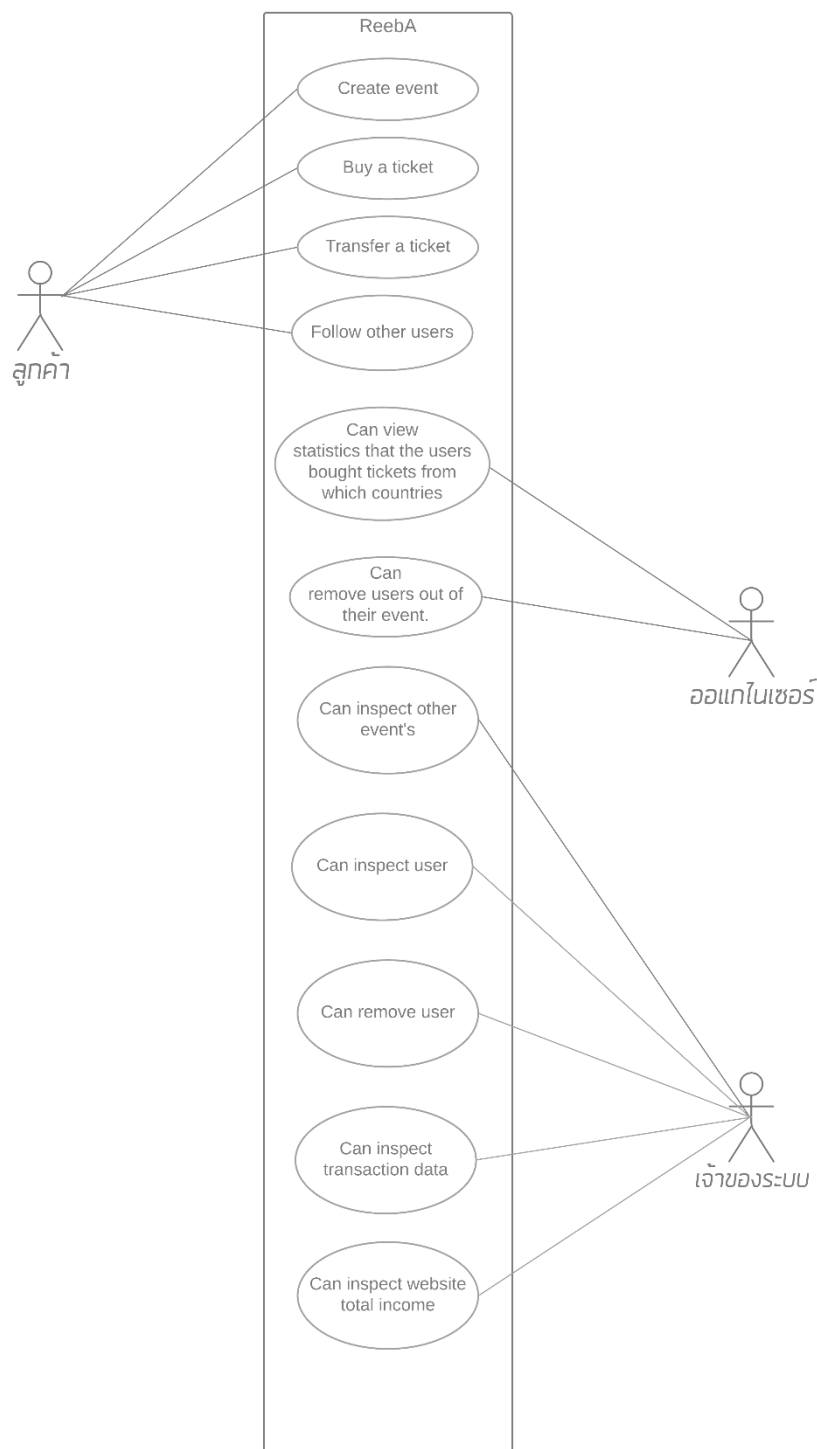 ReebA
Create event
Buy a ticket
Transfer a ticket
Follow other users
ลูกค้า
Can view
statistics that the users
bought tickets from
which countries
Can
remove users out of
their event.
ออแกไนเซอร์
Can inspect other
event's
Can inspect user
Can remove user
Can inspect
transaction data
เจ้าของระบบ
Can inspect website
total income